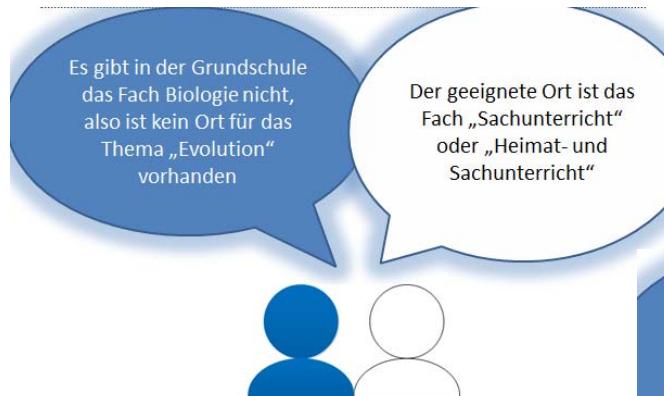 Es gibt in der Grundschule
das Fach Biologie nicht,
also ist kein Ort für das
Thema „Evolution“
vorhanden
Der geeignete Ort ist das
Fach „Sachunterricht“
oder „Heimat- und
Sachunterricht“